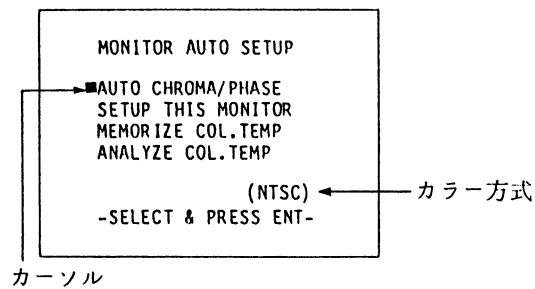 MONITOR AUTO SETUP
■AUTO CHROMA/PHASE
SETUP THIS MONITOR
MEMORIZE COL.TEMP
ANALYZE COL.TEMP
(NTSC)
カラー方式
-SELECT & PRESS ENT-
カーソル